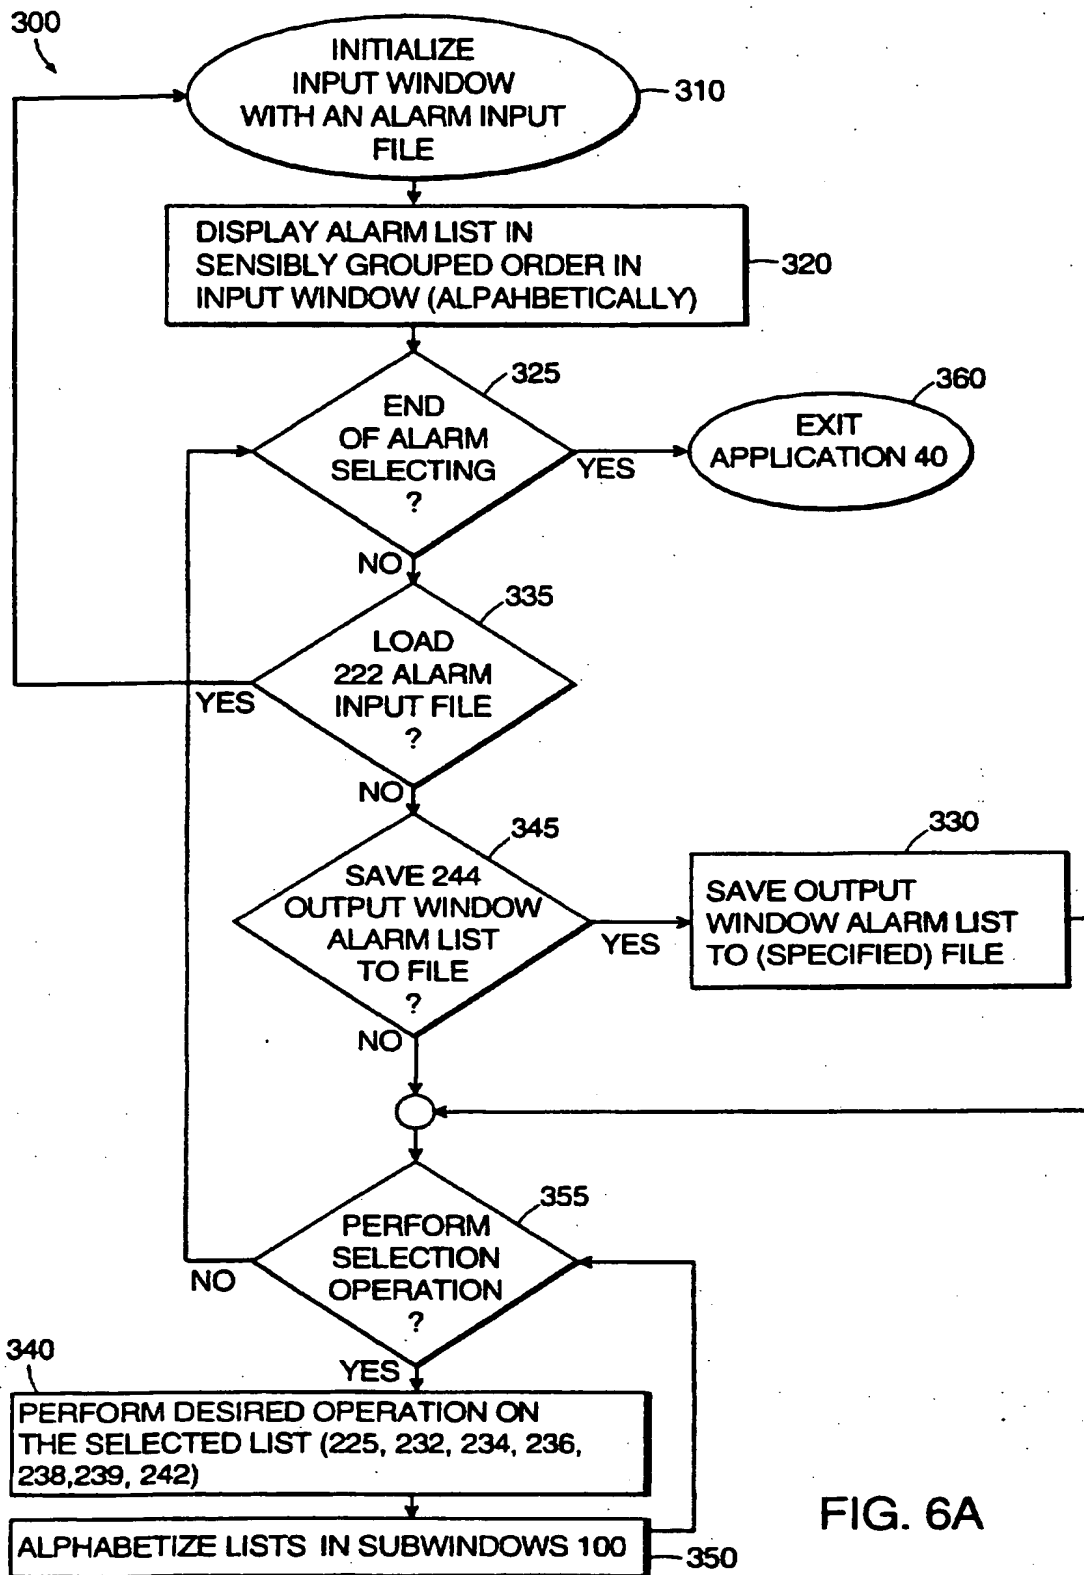 300
INITIALIZE
INPUT WINDOW
WITH AN ALARM INPUT
FILE
310
DISPLAY ALARM LIST IN
SENSIBLY GROUPED ORDER IN
INPUT WINDOW (ALPAHBETICALLY)
320
325
END
OF ALARM
SELECTING
?
YES
360
EXIT
APPLICATION 40
NO
335
LOAD
222 ALARM
INPUT FILE
?
YES
NO
345
SAVE 244
OUTPUT WINDOW
ALARM LIST
TO FILE
?
YES
330
SAVE OUTPUT
WINDOW ALARM LIST
TO (SPECIFIED) FILE
NO
355
PERFORM
SELECTION
OPERATION
?
NO
YES
340
PERFORM DESIRED OPERATION ON
THE SELECTED LIST (225, 232, 234, 236,
238,239, 242)
ALPHABETIZE LISTS IN SUBWINDOWS 100
350
FIG. 6A